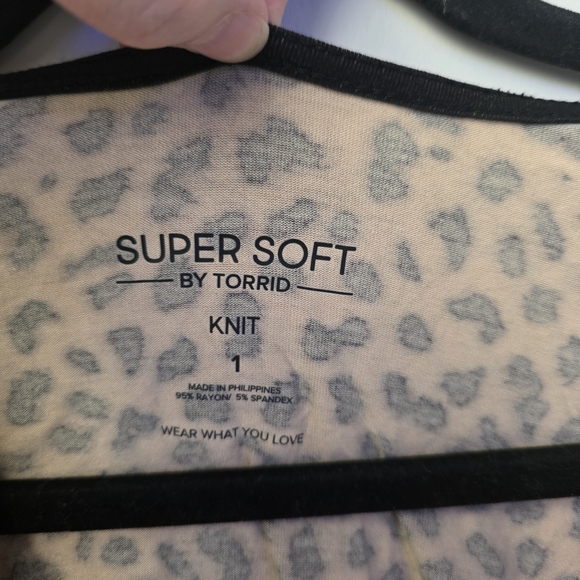 SUPER SOFT
BY TORRID
KNIT
1
MADE IN PHILIPPINES
95% RAYON/ 5% SPANDEX
WEAR WHAT YOU LOVE